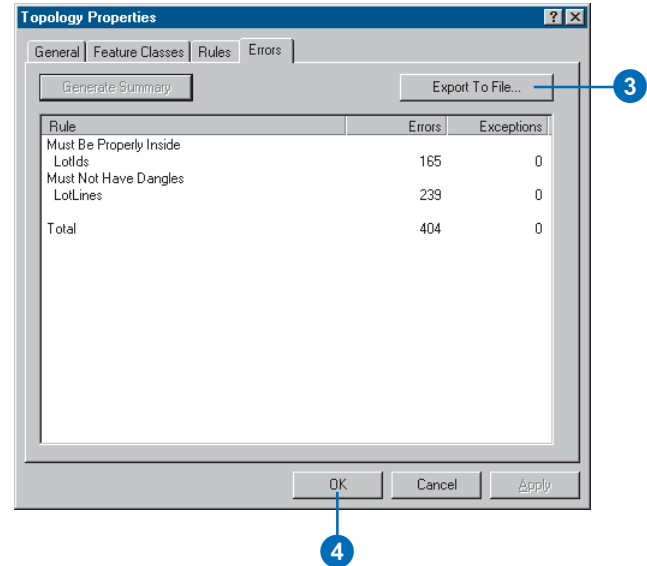 Topology Properties
General Feature Classes Rules Errors
Generate Summary Export To File... 3
Rule Errors Exceptions
Must Be Properly Inside
LotIds 165 0
Must Not Have Dangles
LotLines 239 0
Total 404 0
OK Cancel Apply
4